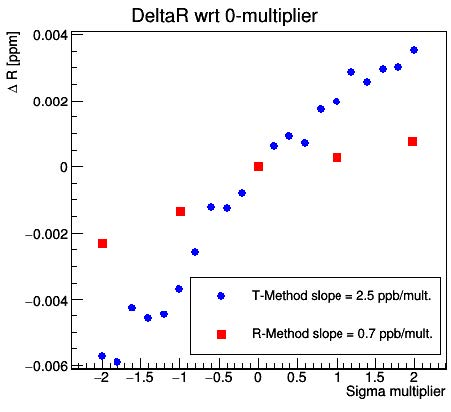 DeltaR wrt 0-multiplier
Δ R [ppm]
0.004
0.002
0
−0.002
−0.004
−0.006
T-Method slope = 2.5 ppb/mult.
R-Method slope = 0.7 ppb/mult.
−2 −1.5 −1 −0.5 0 0.5 1 1.5 2
Sigma multiplier